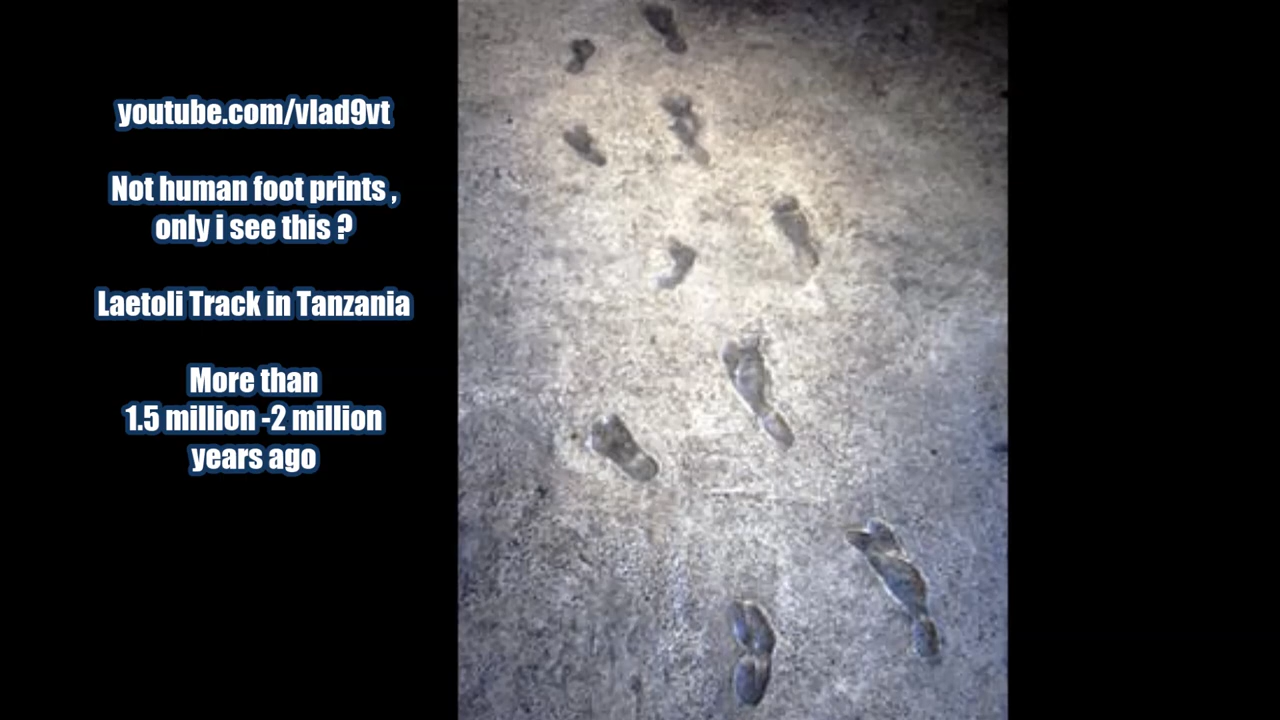 youtube.com/vlad9vt
Not human foot prints ,
only i see this ?
Laetoli Track in Tanzania
More than
1.5 million -2 million
years ago